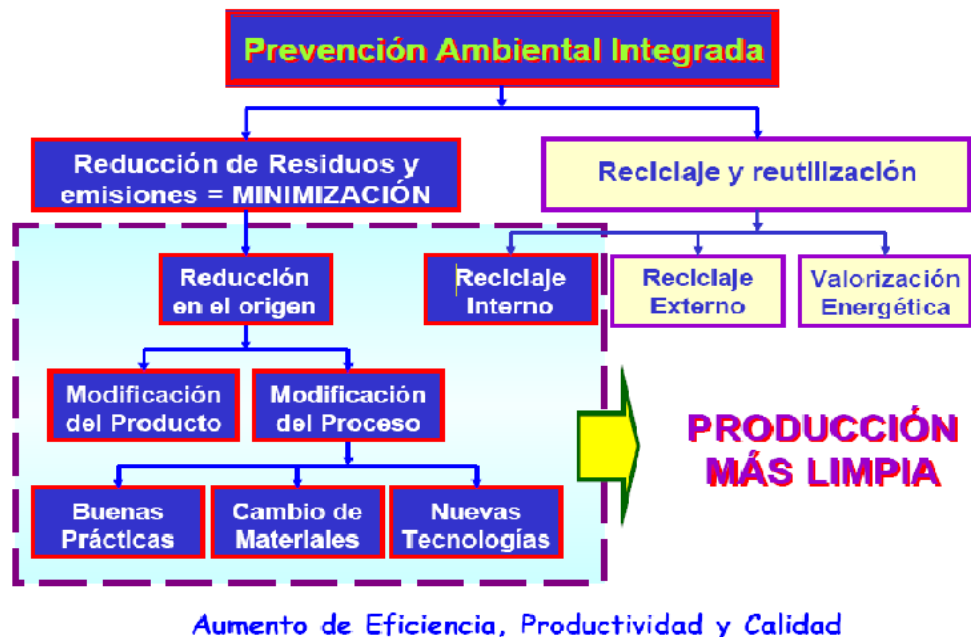 Prevención Ambiental Integrada
Reducción de Residuos y
emisiones = MINIMIZACIÓN
Reciclaje y reutilización
Reducción
en el origen
Reciclaje
Interno
Reciclaje
Externo
Valorización
Energética
Modificación
del Producto
Modificación
del Proceso
PRODUCCIÓN
MÁS LIMPIA
Buenas
Prácticas
Cambio de
Materiales
Nuevas
Tecnologías
Aumento de Eficiencia, Productividad y Calidad